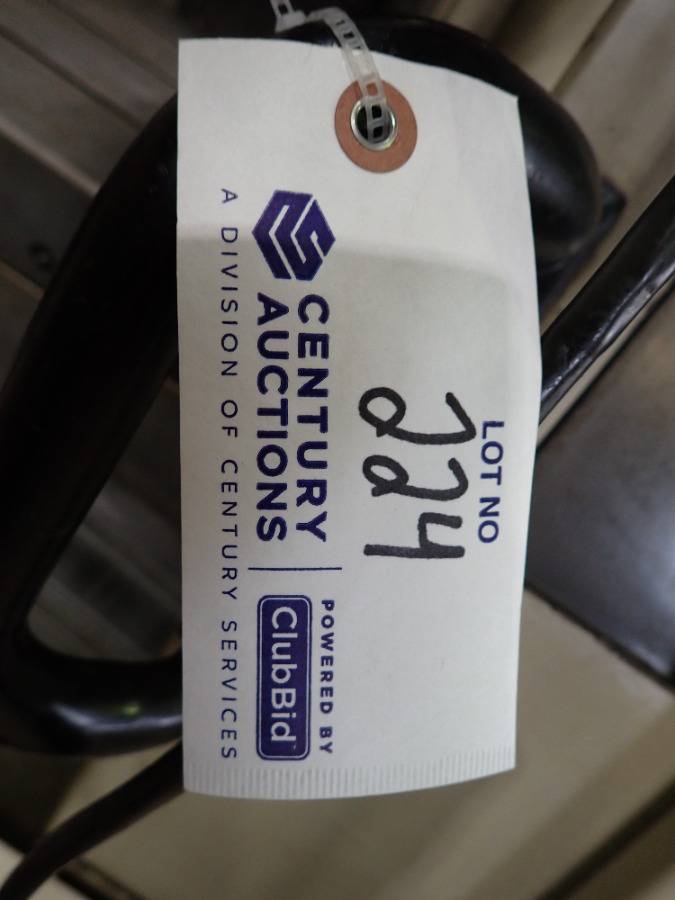 LOT NO
224
CENTURY
AUCTIONS
POWERED BY
ClubBid
A DIVISION OF CENTURY SERVICES